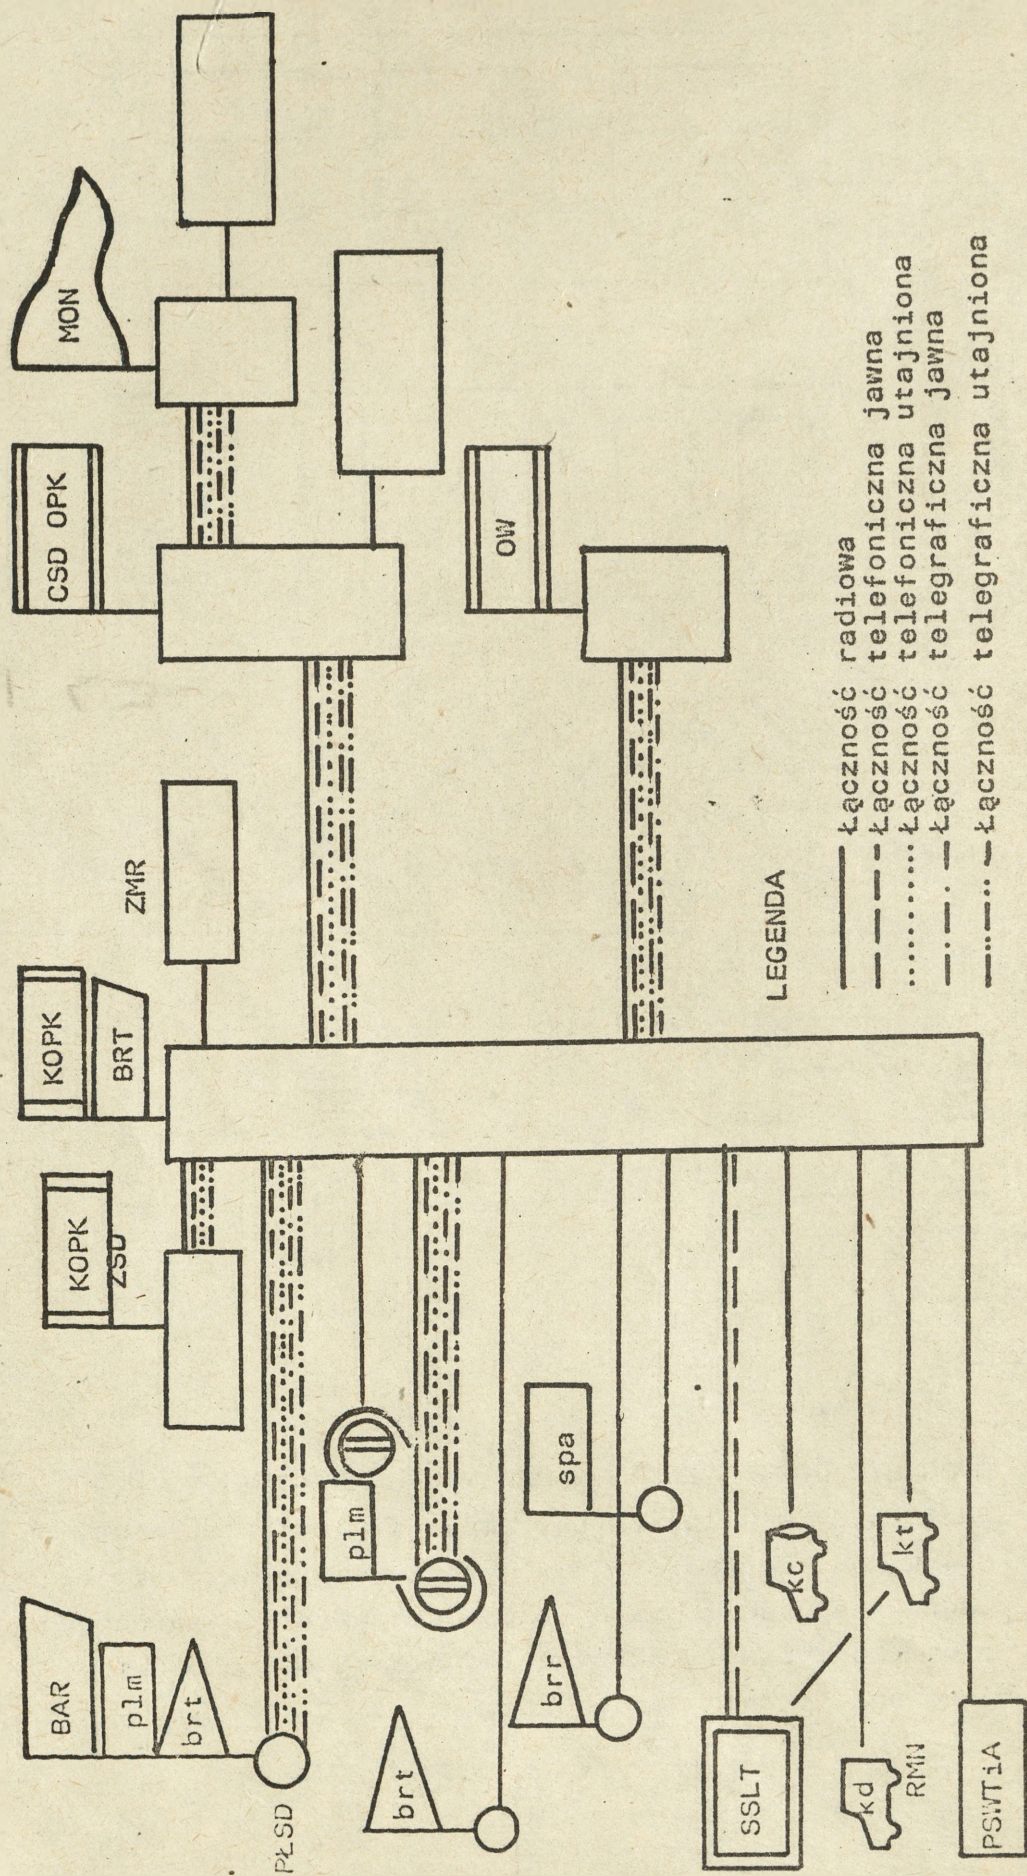 BAR
plm
brt
PŁSD
KOPK
ZSD
KOPK
BRT
ZMR
CSD OPK
MON
plm
brt
brr
spa
OW
SSLT
kc
kd
RMN
kt
PSWTiA
LEGENDA
Łączność radiowa
Łączność telefoniczna jawna
Łączność telefoniczna utajniona
Łączność telegraficzna jawna
Łączność telegraficzna utajniona